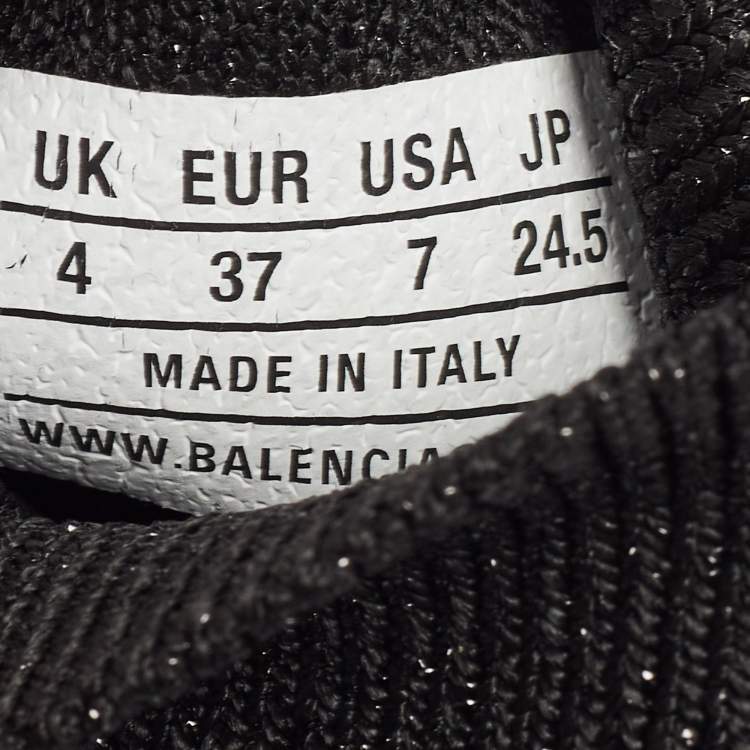 UK EUR USA JP
4 37 7 24.5
MADE IN ITALY
WWW.BALENCIA